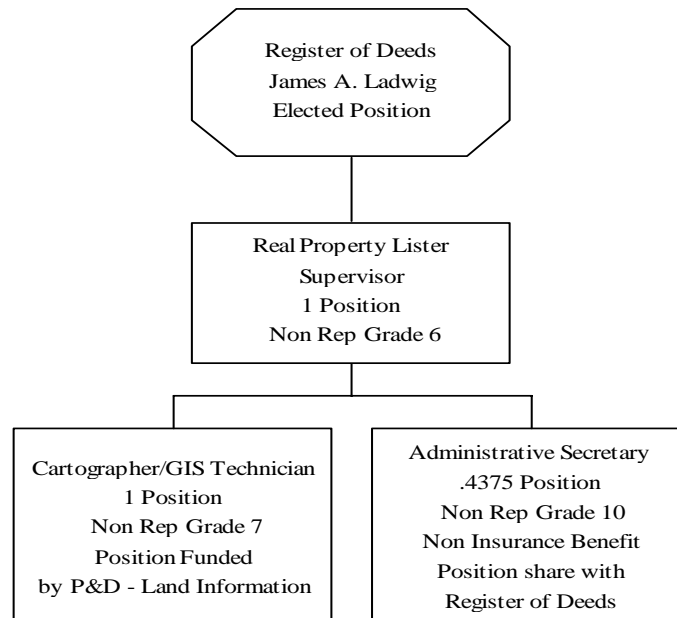 Register of Deeds
James A. Ladwig
Elected Position
Real Property Lister
Supervisor
1 Position
Non Rep Grade 6
Cartographer/GIS Technician
1 Position
Non Rep Grade 7
Position Funded
by P&D - Land Information
Administrative Secretary
.4375 Position
Non Rep Grade 10
Non Insurance Benefit
Position share with
Register of Deeds